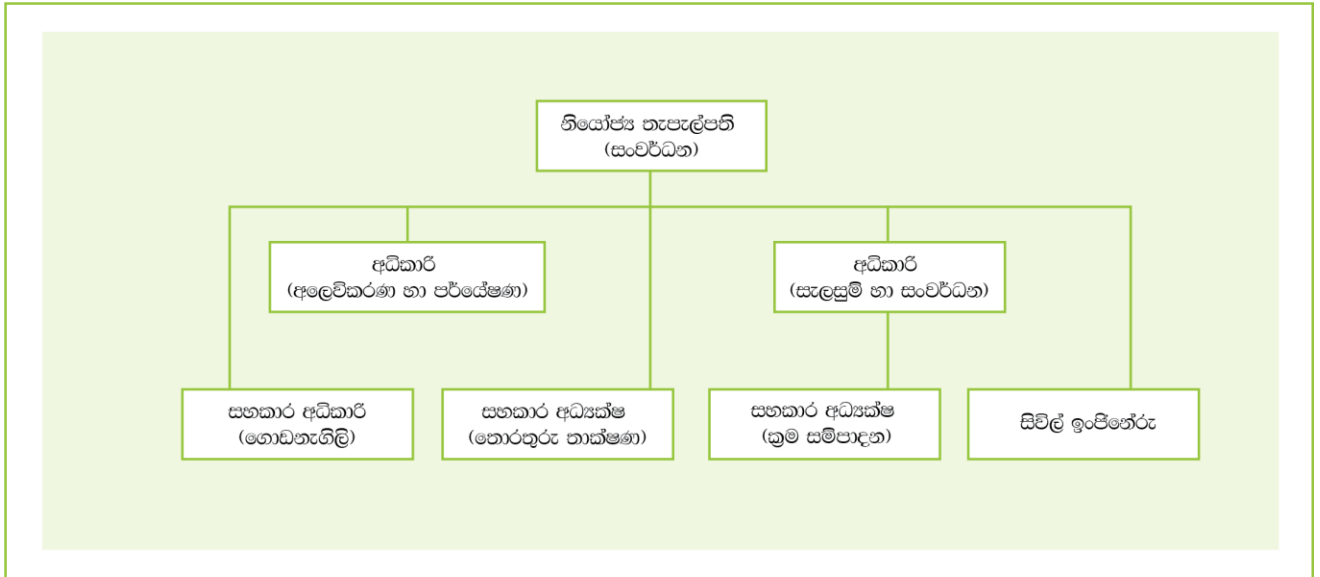 නියෝජ්‍ය තැපැල්පති
(සංවර්ධන)
අධිකාරි
(අලෙවිකරණ හා පර්යේෂණ)
අධිකාරි
(සැලසුම් හා සංවර්ධන)
සහකාර අධිකාරි
(ගොඩනැගිලි)
සහකාර අධ්‍යක්ෂ
(තොරතුරු තාක්ෂණ)
සහකාර අධ්‍යක්ෂ
(ක්‍රම සම්පාදන)
සිවිල් ඉංජිනේරු